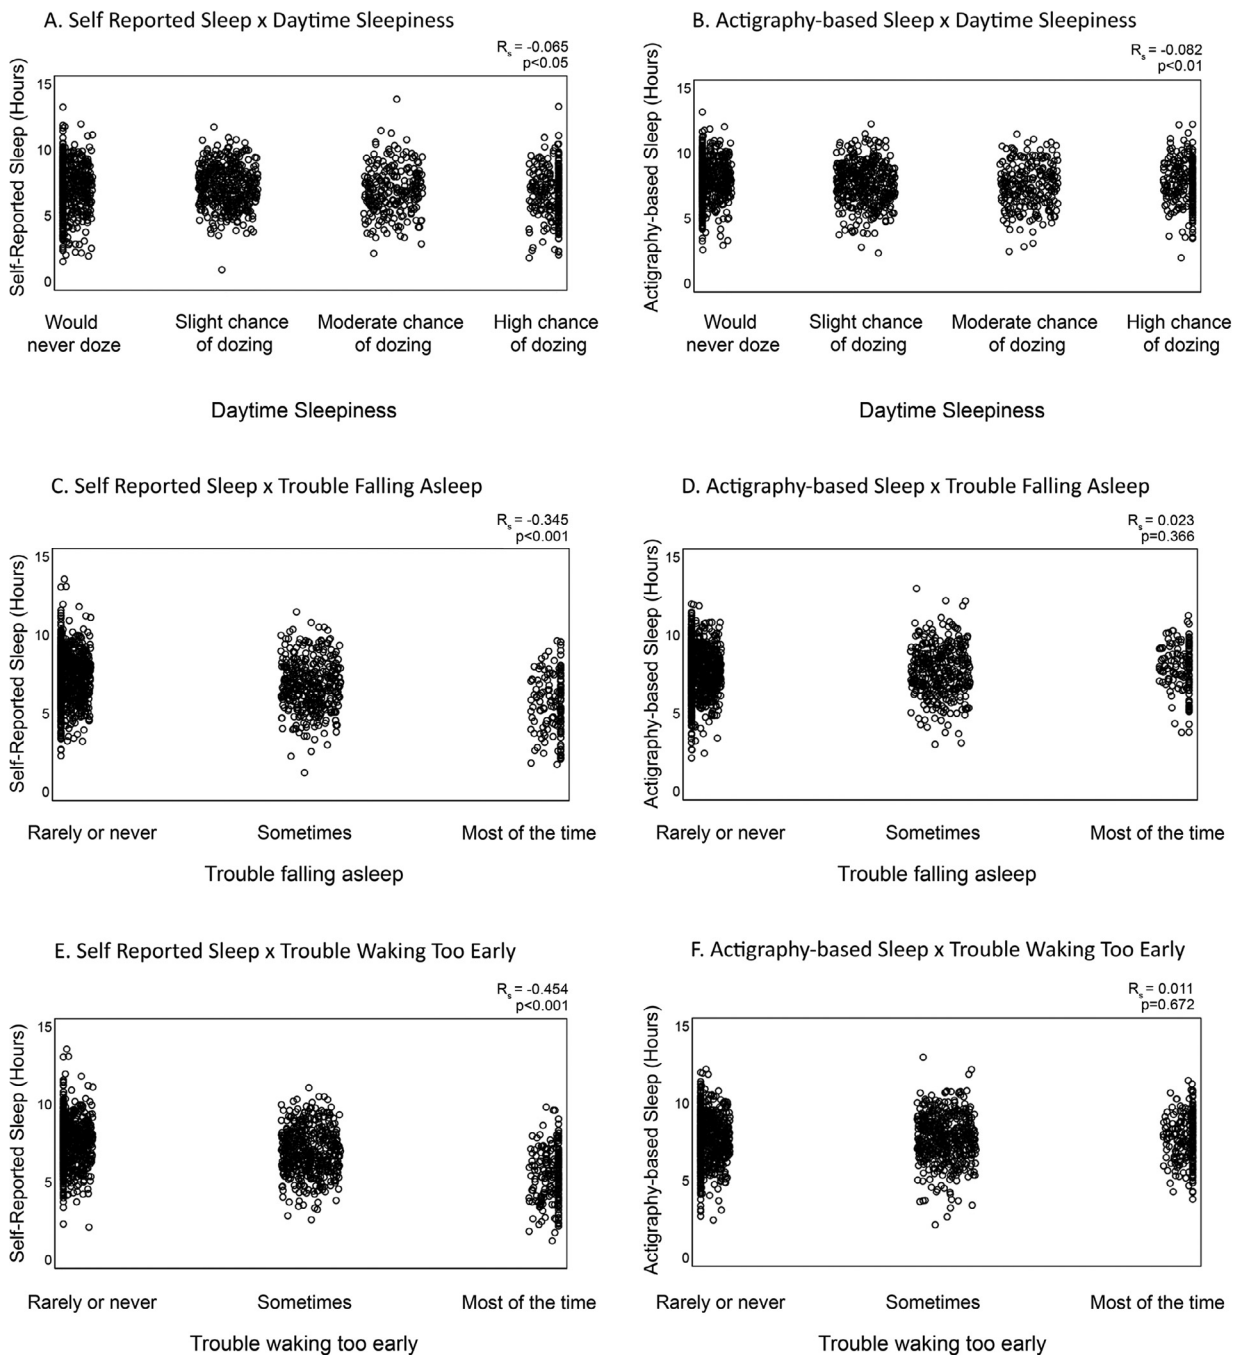 A. Self Reported Sleep x Daytime Sleepiness
Rs = -0.065
p<0.05
Self-Reported Sleep (Hours)
15
10
5
0
Would never doze
Slight chance of dozing
Moderate chance of dozing
High chance of dozing
Daytime Sleepiness
B. Actigraphy-based Sleep x Daytime Sleepiness
Rs = -0.082
p<0.01
Actigraphy-based Sleep (Hours)
15
10
5
0
Would never doze
Slight chance of dozing
Moderate chance of dozing
High chance of dozing
Daytime Sleepiness
C. Self Reported Sleep x Trouble Falling Asleep
Rs = -0.345
p<0.001
Self-Reported Sleep (Hours)
15
10
5
0
Rarely or never
Sometimes
Most of the time
Trouble falling asleep
D. Actigraphy-based Sleep x Trouble Falling Asleep
Rs = 0.023
p=0.366
Actigraphy-based Sleep (Hours)
15
10
5
0
Rarely or never
Sometimes
Most of the time
Trouble falling asleep
E. Self Reported Sleep x Trouble Waking Too Early
Rs = -0.454
p<0.001
Self-Reported Sleep (Hours)
15
10
5
0
Rarely or never
Sometimes
Most of the time
Trouble waking too early
F. Actigraphy-based Sleep x Trouble Waking Too Early
Rs = 0.011
p=0.672
Actigraphy-based Sleep (Hours)
15
10
5
0
Rarely or never
Sometimes
Most of the time
Trouble waking too early